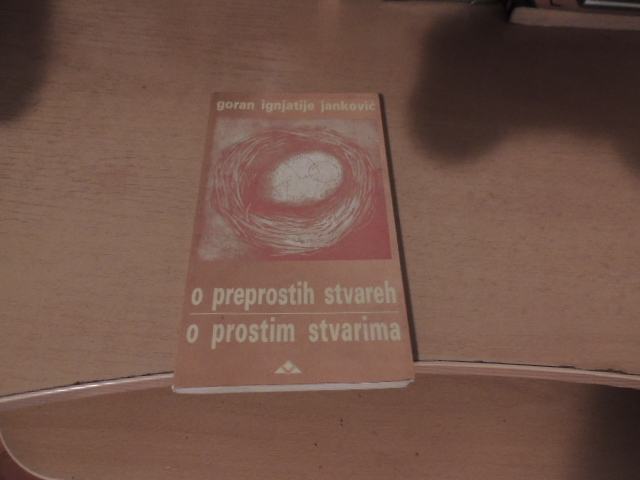 goran ignjatije janković
o preprostih stvareh
o prostim stvarima